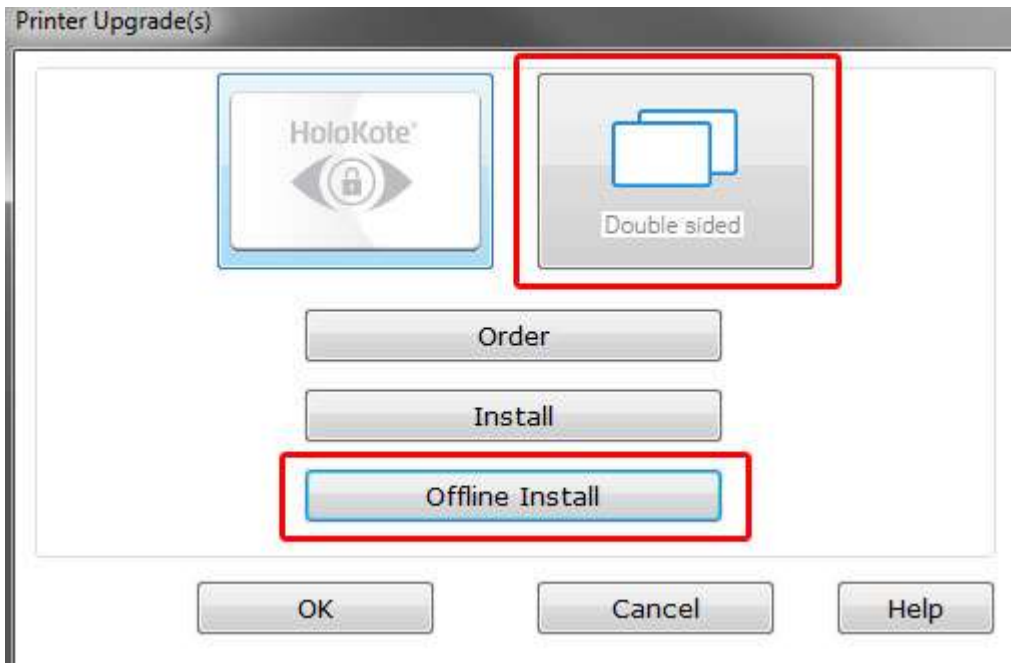 Printer Upgrade(s)
HoloKote®
Double sided
Order
Install
Offline Install
OK Cancel Help